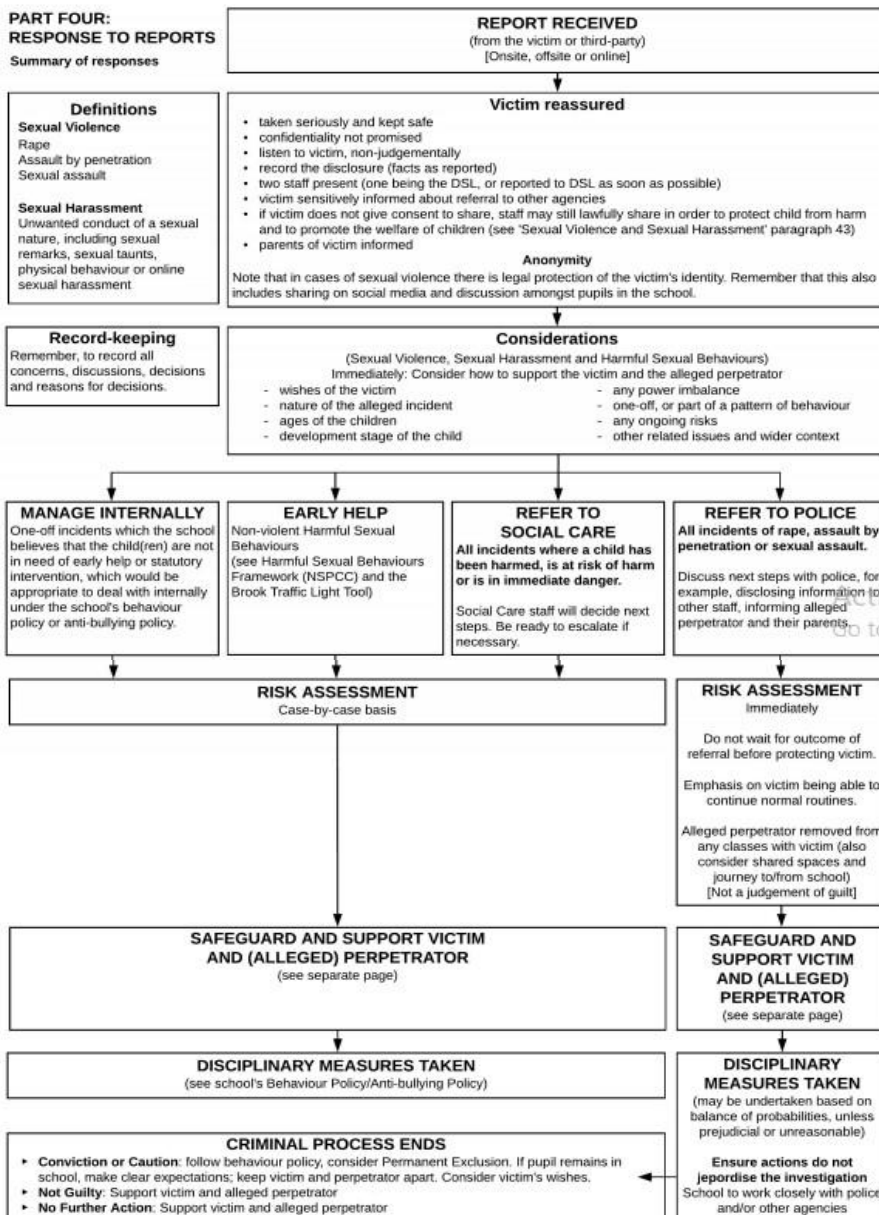 PART FOUR:
RESPONSE TO REPORTS
Summary of responses
REPORT RECEIVED
(from the victim or third-party)
[Onsite, offsite or online]
Definitions
Sexual Violence
Rape
Assault by penetration
Sexual assault
Sexual Harassment
Unwanted conduct of a sexual
nature, including sexual
remarks, sexual taunts,
physical behaviour or online
sexual harassment
Victim reassured
• taken seriously and kept safe
• confidentiality not promised
• listen to victim, non-judgementally
• record the disclosure (facts as reported)
• two staff present (one being the DSL, or reported to DSL as soon as possible)
• victim sensitively informed about referral to other agencies
• if victim does not give consent to share, staff may still lawfully share in order to protect child from harm
and to promote the welfare of children (see 'Sexual Violence and Sexual Harassment' paragraph 43)
• parents of victim informed
Anonymity
Note that in cases of sexual violence there is legal protection of the victim's identity. Remember that this also
includes sharing on social media and discussion amongst pupils in the school.
Record-keeping
Remember, to record all
concerns, discussions, decisions
and reasons for decisions.
Considerations
(Sexual Violence, Sexual Harassment and Harmful Sexual Behaviours)
Immediately: Consider how to support the victim and the alleged perpetrator
- wishes of the victim
- nature of the alleged incident
- ages of the children
- development stage of the child
- any power imbalance
- one-off, or part of a pattern of behaviour
- any ongoing risks
- other related issues and wider context
MANAGE INTERNALLY
One-off incidents which the school
believes that the child(ren) are not
in need of early help or statutory
intervention, which would be
appropriate to deal with internally
under the school's behaviour
policy or anti-bullying policy.
EARLY HELP
Non-violent Harmful Sexual
Behaviours
(see Harmful Sexual Behaviours
Framework (NSPCC) and the
Brook Traffic Light Tool)
REFER TO
SOCIAL CARE
All incidents where a child has
been harmed, is at risk of harm
or is in immediate danger.
Social Care staff will decide next
steps. Be ready to escalate if
necessary.
REFER TO POLICE
All incidents of rape, assault by
penetration or sexual assault.
Discuss next steps with police, for
example, disclosing information to
other staff, informing alleged
perpetrator and their parents.
Act
Go to
RISK ASSESSMENT
Case-by-case basis
RISK ASSESSMENT
Immediately
Do not wait for outcome of
referral before protecting victim.
Emphasis on victim being able to
continue normal routines.
Alleged perpetrator removed from
any classes with victim (also
consider shared spaces and
journey to/from school)
[Not a judgement of guilt]
SAFEGUARD AND SUPPORT VICTIM
AND (ALLEGED) PERPETRATOR
(see separate page)
SAFEGUARD AND
SUPPORT VICTIM
AND (ALLEGED)
PERPETRATOR
(see separate page)
DISCIPLINARY MEASURES TAKEN
(see school's Behaviour Policy/Anti-bullying Policy)
DISCIPLINARY
MEASURES TAKEN
(may be undertaken based on
balance of probabilities, unless
prejudicial or unreasonable)
Ensure actions do not
jepordise the investigation
School to work closely with police
and/or other agencies
CRIMINAL PROCESS ENDS
‣ Conviction or Caution: follow behaviour policy, consider Permanent Exclusion. If pupil remains in
school, make clear expectations; keep victim and perpetrator apart. Consider victim's wishes.
‣ Not Guilty: Support victim and alleged perpetrator
‣ No Further Action: Support victim and alleged perpetrator